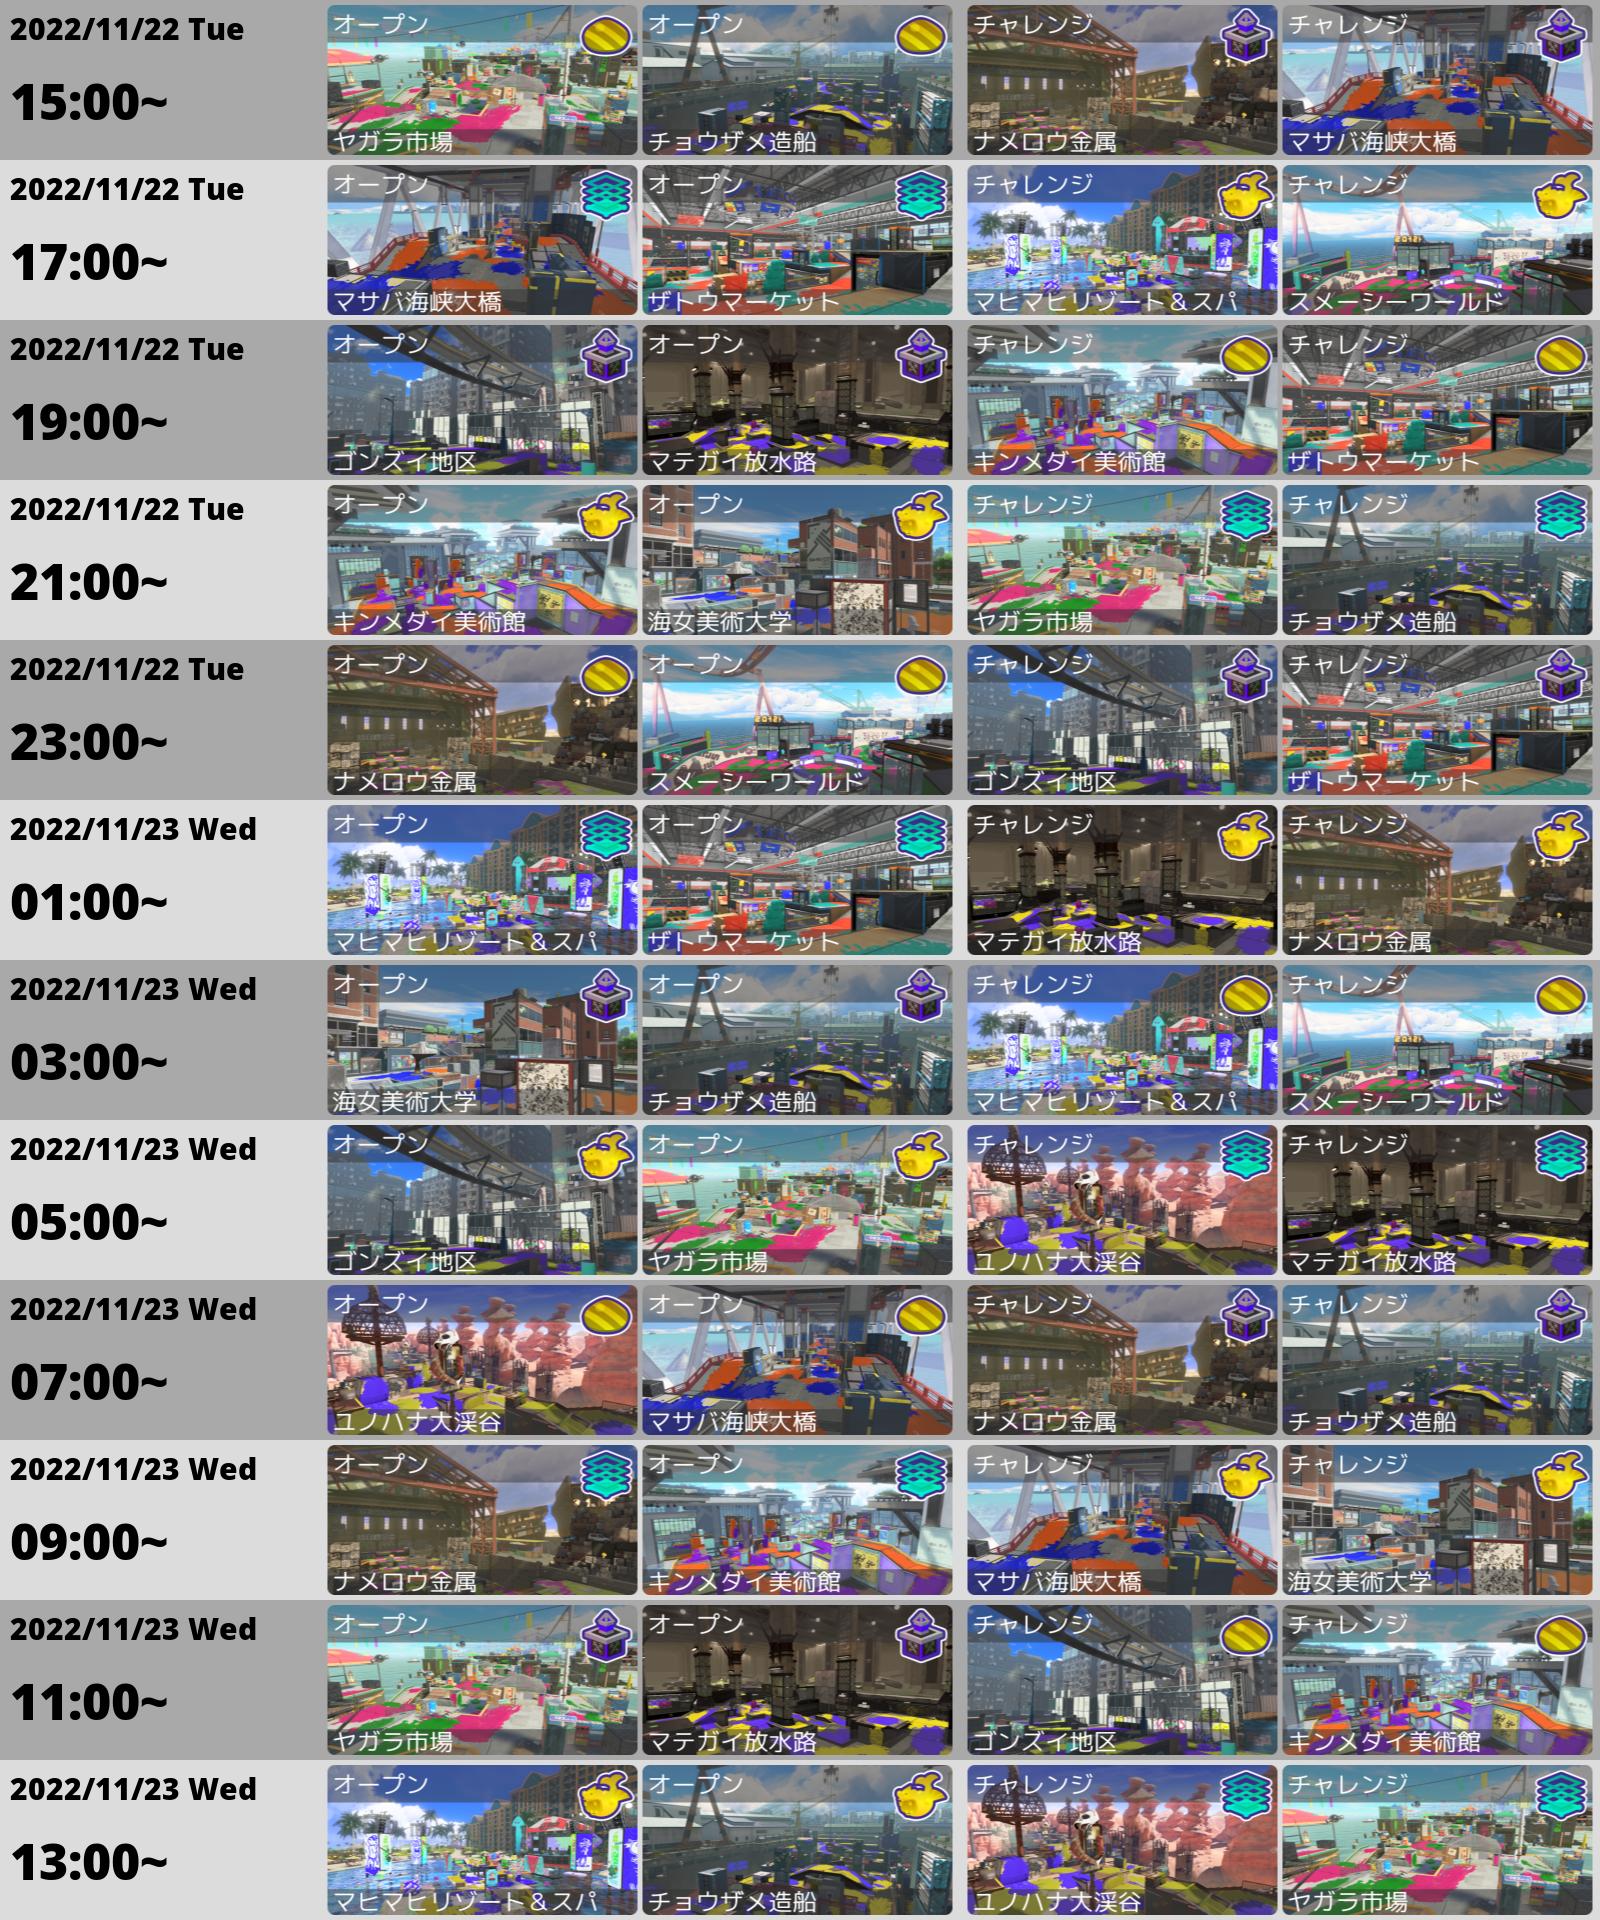 2022/11/22 Tue
15:00~
オープン
ヤガラ市場
オープン
チョウザメ造船
チャレンジ
ナメロウ金属
チャレンジ
マサバ海峡大橋
2022/11/22 Tue
17:00~
オープン
マサバ海峡大橋
オープン
ザトウマーケット
チャレンジ
マヒマヒリゾート＆スパ
チャレンジ
スメーシーワールド
2022/11/22 Tue
19:00~
オープン
ゴンズイ地区
オープン
マテガイ放水路
チャレンジ
キンメダイ美術館
チャレンジ
ザトウマーケット
2022/11/22 Tue
21:00~
オープン
キンメダイ美術館
オープン
海女美術大学
チャレンジ
ヤガラ市場
チャレンジ
チョウザメ造船
2022/11/22 Tue
23:00~
オープン
ナメロウ金属
オープン
スメーシーワールド
チャレンジ
ゴンズイ地区
チャレンジ
ザトウマーケット
2022/11/23 Wed
01:00~
オープン
マヒマヒリゾート＆スパ
オープン
ザトウマーケット
チャレンジ
マテガイ放水路
チャレンジ
ナメロウ金属
2022/11/23 Wed
03:00~
オープン
海女美術大学
オープン
チョウザメ造船
チャレンジ
マヒマヒリゾート＆スパ
チャレンジ
スメーシーワールド
2022/11/23 Wed
05:00~
オープン
ゴンズイ地区
オープン
ヤガラ市場
チャレンジ
ユノハナ大渓谷
チャレンジ
マテガイ放水路
2022/11/23 Wed
07:00~
オープン
ユノハナ大渓谷
オープン
マサバ海峡大橋
チャレンジ
ナメロウ金属
チャレンジ
チョウザメ造船
2022/11/23 Wed
09:00~
オープン
ナメロウ金属
オープン
キンメダイ美術館
チャレンジ
マサバ海峡大橋
チャレンジ
海女美術大学
2022/11/23 Wed
11:00~
オープン
ヤガラ市場
オープン
マテガイ放水路
チャレンジ
ゴンズイ地区
チャレンジ
キンメダイ美術館
2022/11/23 Wed
13:00~
オープン
マヒマヒリゾート＆スパ
オープン
チョウザメ造船
チャレンジ
ユノハナ大渓谷
チャレンジ
ヤガラ市場